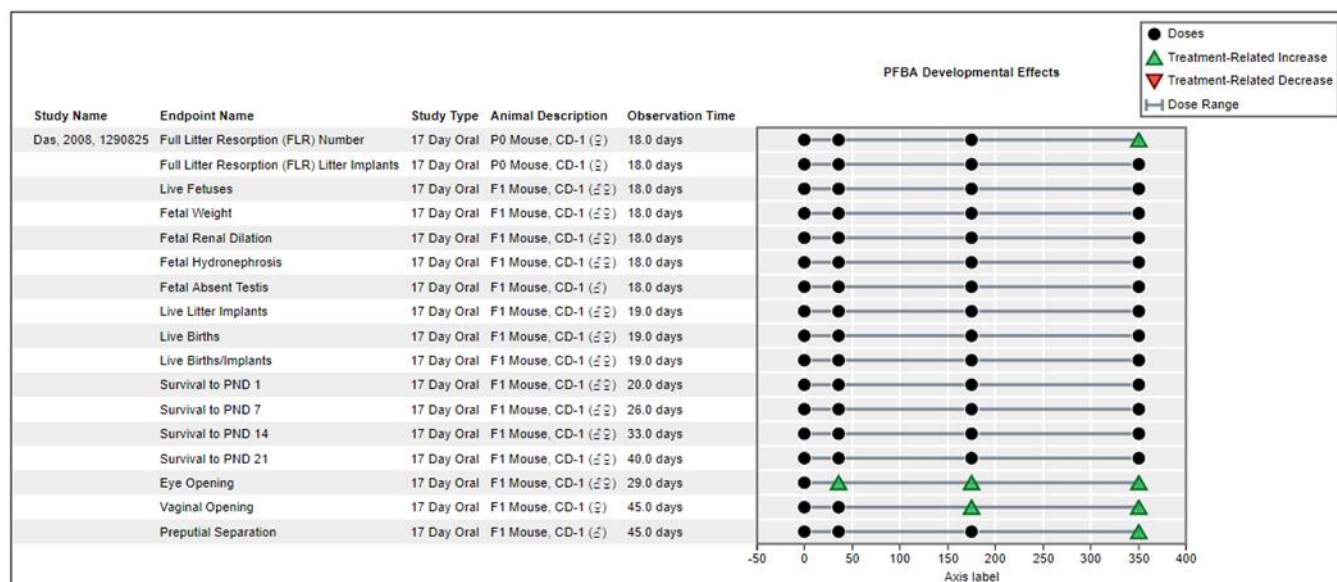 Doses
Treatment-Related Increase
Treatment-Related Decrease
Dose Range
PFBA Developmental Effects
Study Name Endpoint Name Study Type Animal Description Observation Time
Das, 2008, 1290825 Full Litter Resorption (FLR) Number 17 Day Oral P0 Mouse, CD-1 (♀) 18.0 days
Full Litter Resorption (FLR) Litter Implants 17 Day Oral P0 Mouse, CD-1 (♀) 18.0 days
Live Fetuses 17 Day Oral F1 Mouse, CD-1 (♂♀) 18.0 days
Fetal Weight 17 Day Oral F1 Mouse, CD-1 (♂♀) 18.0 days
Fetal Renal Dilation 17 Day Oral F1 Mouse, CD-1 (♂♀) 18.0 days
Fetal Hydronephrosis 17 Day Oral F1 Mouse, CD-1 (♂♀) 18.0 days
Fetal Absent Testis 17 Day Oral F1 Mouse, CD-1 (♂) 18.0 days
Live Litter Implants 17 Day Oral F1 Mouse, CD-1 (♂♀) 19.0 days
Live Births 17 Day Oral F1 Mouse, CD-1 (♂♀) 19.0 days
Live Births/Implants 17 Day Oral F1 Mouse, CD-1 (♂♀) 19.0 days
Survival to PND 1 17 Day Oral F1 Mouse, CD-1 (♂♀) 20.0 days
Survival to PND 7 17 Day Oral F1 Mouse, CD-1 (♂♀) 26.0 days
Survival to PND 14 17 Day Oral F1 Mouse, CD-1 (♂♀) 33.0 days
Survival to PND 21 17 Day Oral F1 Mouse, CD-1 (♂♀) 40.0 days
Eye Opening 17 Day Oral F1 Mouse, CD-1 (♂♀) 29.0 days
Vaginal Opening 17 Day Oral F1 Mouse, CD-1 (♀) 45.0 days
Preputial Separation 17 Day Oral F1 Mouse, CD-1 (♂) 45.0 days
-50 0 50 100 150 200 250 300 350 400
Axis label